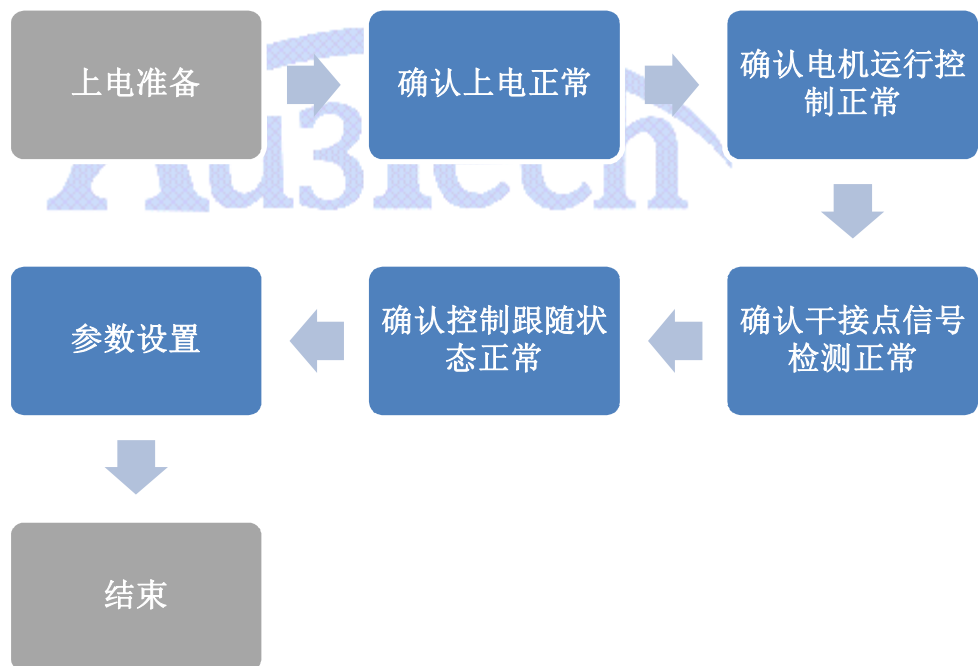 上电准备
确认上电正常
确认电机运行控
制正常
确认干接点信号
检测正常
确认控制跟随状
态正常
参数设置
结束
Au3Tech